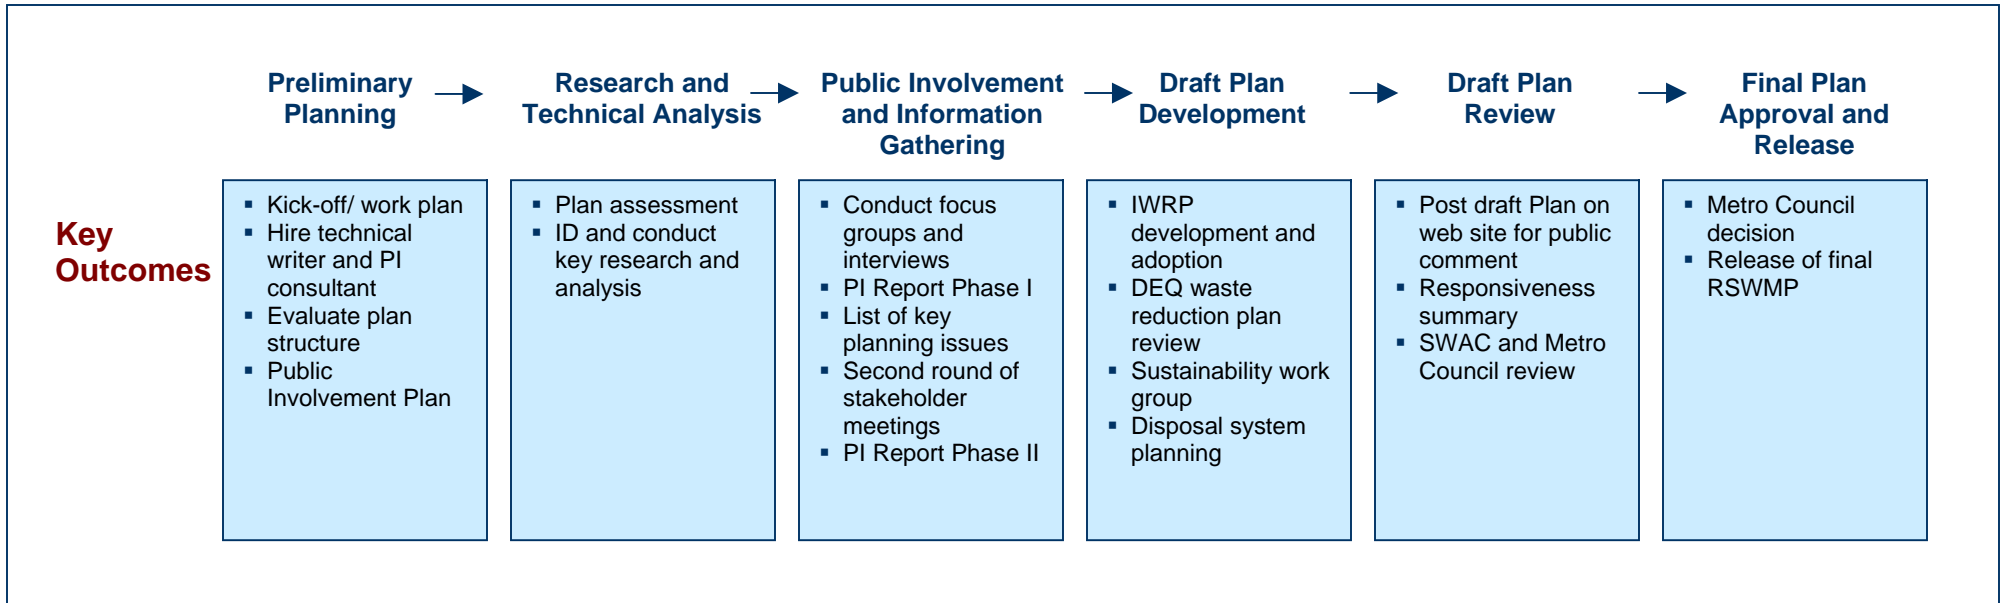 Preliminary
Planning
Research and
Technical Analysis
Public Involvement
and Information
Gathering
Draft Plan
Development
Draft Plan
Review
Final Plan
Approval and
Release
Key
Outcomes
▪ Kick-off/ work plan
▪ Hire technical
writer and PI
consultant
▪ Evaluate plan
structure
▪ Public
Involvement Plan
▪ Plan assessment
▪ ID and conduct
key research and
analysis
▪ Conduct focus
groups and
interviews
▪ PI Report Phase I
▪ List of key
planning issues
▪ Second round of
stakeholder
meetings
▪ PI Report Phase II
▪ IWRP
development and
adoption
▪ DEQ waste
reduction plan
review
▪ Sustainability work
group
▪ Disposal system
planning
▪ Post draft Plan on
web site for public
comment
▪ Responsiveness
summary
▪ SWAC and Metro
Council review
▪ Metro Council
decision
▪ Release of final
RSWMP